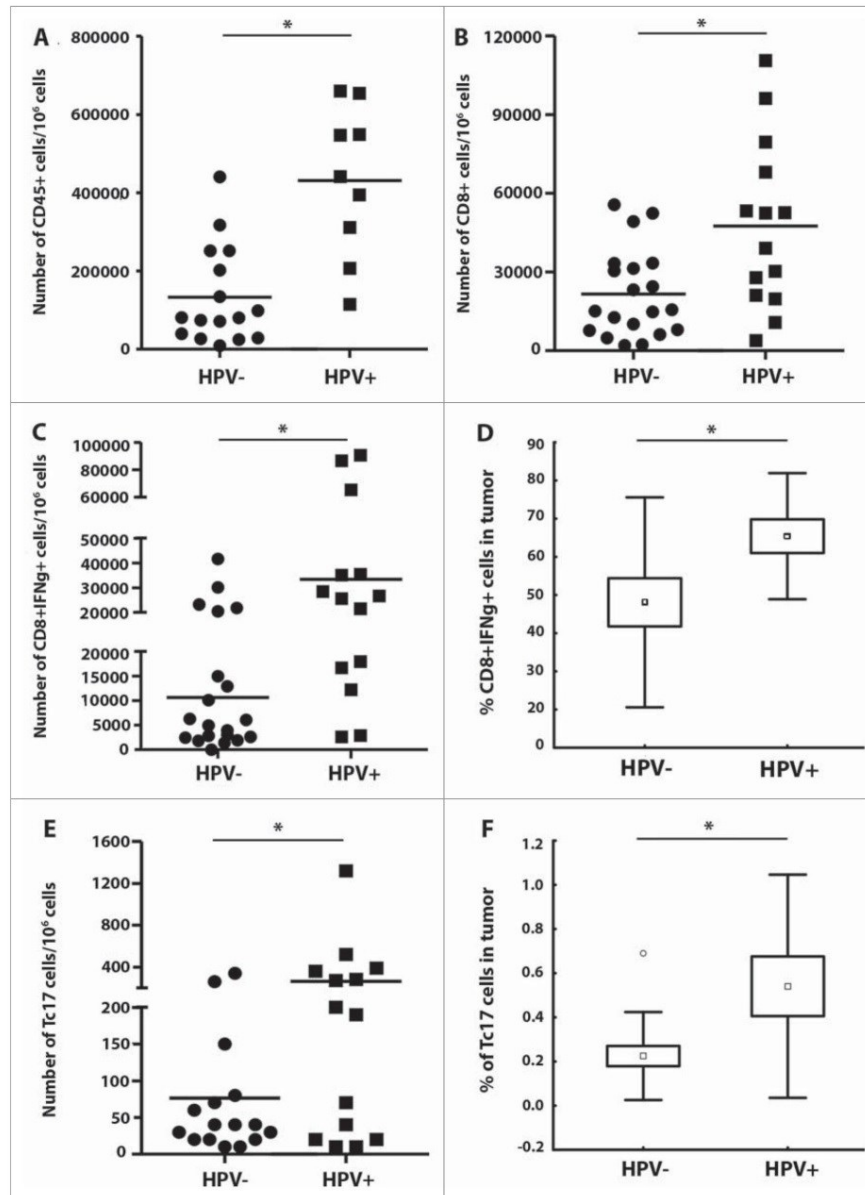 A
*
Number of CD45+ cells/10⁶ cells
800000
600000
400000
200000
0
HPV-
HPV+
B
*
Number of CD8+ cells/10⁶ cells
120000
90000
60000
30000
0
HPV-
HPV+
C
*
Number of CD8+IFNg+ cells/10⁶ cells
100000
80000
60000
50000
40000
30000
20000
20000
15000
10000
5000
0
HPV-
HPV+
D
*
% CD8+IFNg+ cells in tumor
90
80
70
60
50
40
30
20
0
HPV-
HPV+
E
*
Number of Tc17 cells/10⁶ cells
1600
1200
800
400
200
150
100
50
0
HPV-
HPV+
F
*
% of Tc17 cells in tumor
1.2
1.0
0.8
0.6
0.4
0.2
0.0
-0.2
HPV-
HPV+